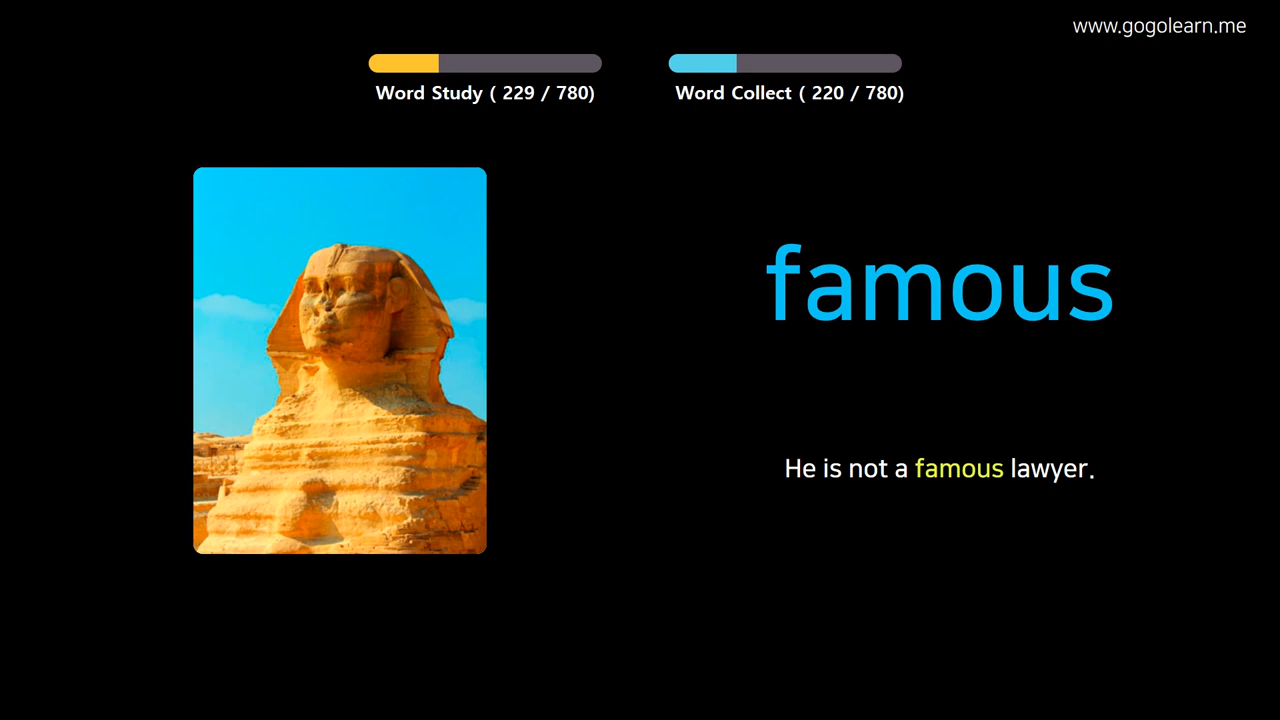 www.gogolearn.me
Word Study ( 229 / 780)
Word Collect ( 220 / 780)
famous
He is not a famous lawyer.